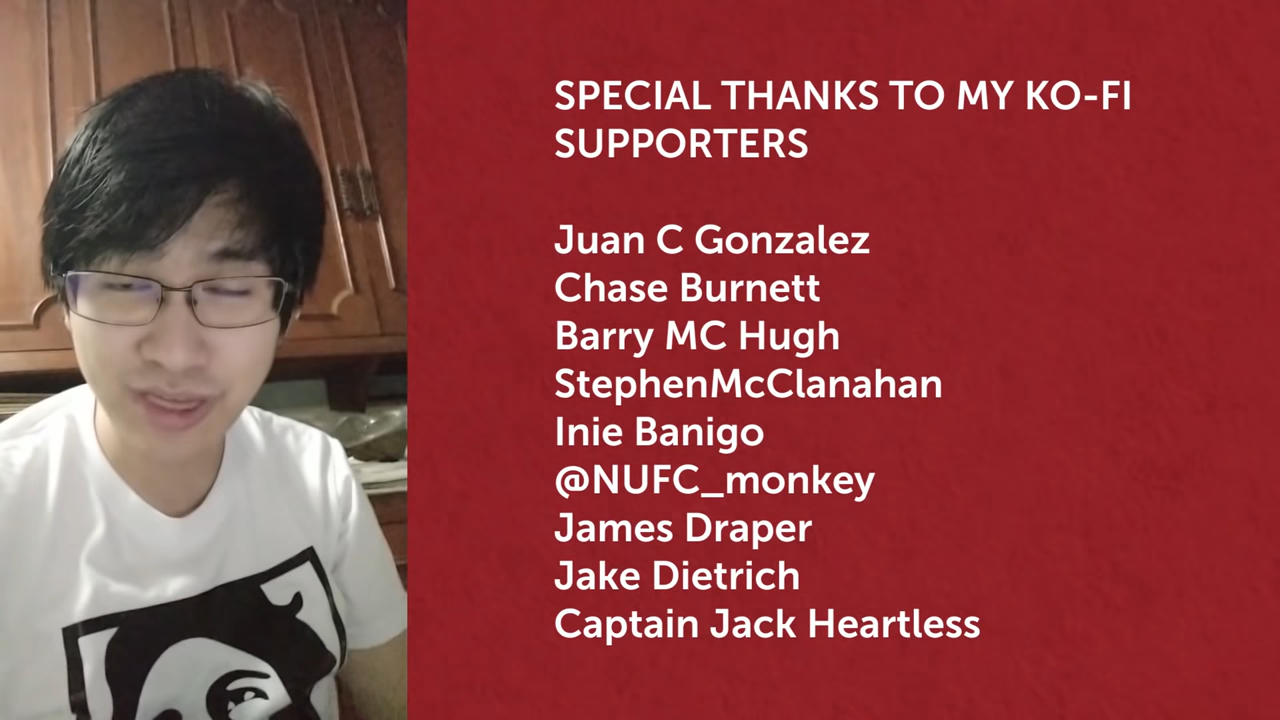 SPECIAL THANKS TO MY KO-FI
SUPPORTERS
Juan C Gonzalez
Chase Burnett
Barry MC Hugh
StephenMcClanahan
Inie Banigo
@NUFC_monkey
James Draper
Jake Dietrich
Captain Jack Heartless